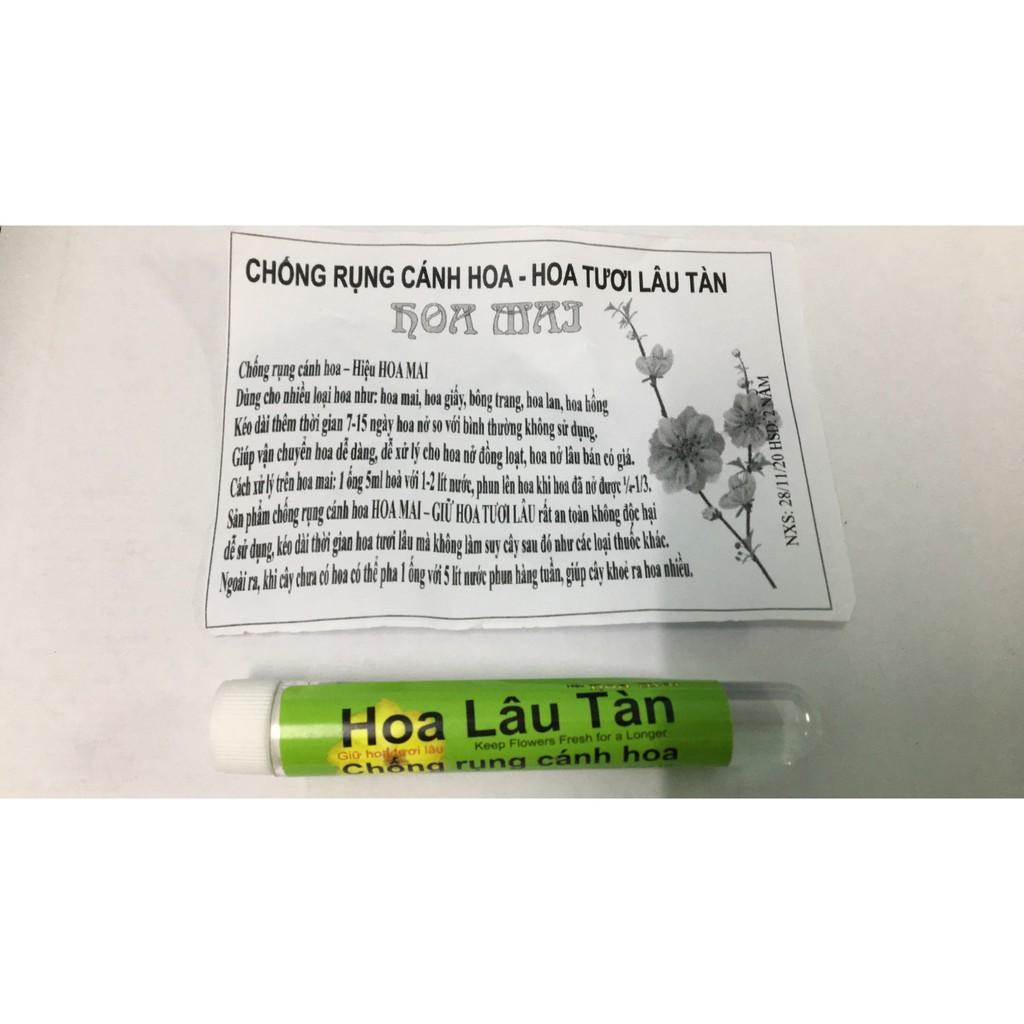 CHỐNG RỤNG CÁNH HOA - HOA TƯƠI LÂU TÀN
HOA MAI
Chống rụng cánh hoa – Hiệu HOA MAI
Dùng cho nhiều loại hoa như: hoa mai, hoa giấy, bông trang, hoa lan, hoa hồng
Kéo dài thêm thời gian 7-15 ngày hoa nở so với bình thường không sử dụng.
Giúp vận chuyển hoa dễ dàng, dễ xử lý cho hoa nở đồng loạt, hoa nở lâu bán có giá.
Cách xử lý trên hoa mai: 1 ống 5ml hoà với 1-2 lít nước, phun lên hoa khi hoa đã nở được ¼-1/3.
Sản phẩm chống rụng cánh hoa HOA MAI – GIỮ HOA TƯƠI LÂU rất an toàn không độc hại
dễ sử dụng, kéo dài thời gian hoa tươi lâu mà không làm suy cây sau đó như các loại thuốc khác.
Ngoài ra, khi cây chưa có hoa có thể pha 1 ống với 5 lít nước phun hàng tuần, giúp cây khoẻ ra hoa nhiều.
NXS: 28/11/20 HSD: 2 NĂM
Hoa Lâu Tàn
Keep Flowers Fresh for a Longer
Giữ hoa tươi lâu
Chống rụng cánh hoa